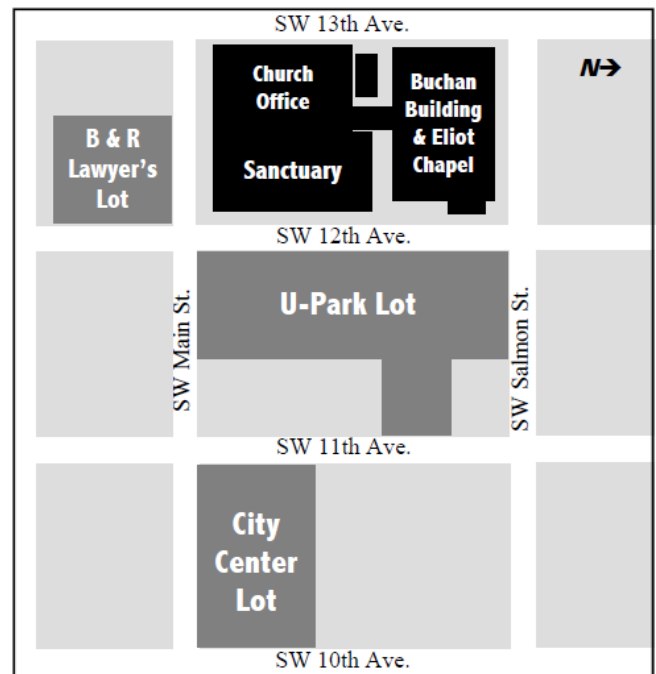 SW 13th Ave.
N→
Church
Office
Sanctuary
Buchan
Building
& Eliot
Chapel
B & R
Lawyer's
Lot
SW 12th Ave.
U-Park Lot
SW Main St.
SW Salmon St.
SW 11th Ave.
City
Center
Lot
SW 10th Ave.